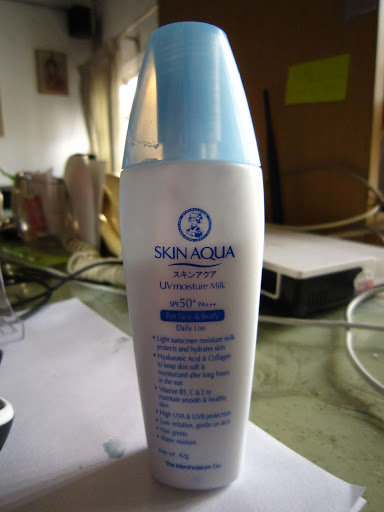 SKIN AQUA
スキンアクア
UV moisture Milk
SPF50+ PA+++
For Face & Body
Daily Use
• Light sunscreen moisture milk
protects and hydrates skin
• Hyaluronic Acid & Collagen
to keep skin soft &
moisturized after long hours
in the sun
• Vitamin B5, C & E to
maintain smooth & healthy
skin
• High UVA & UVB protection
• Low irritation, gentle on skin
• Non greasy
• Water resistant
Net wt. 40g
The Mentholatum Co.